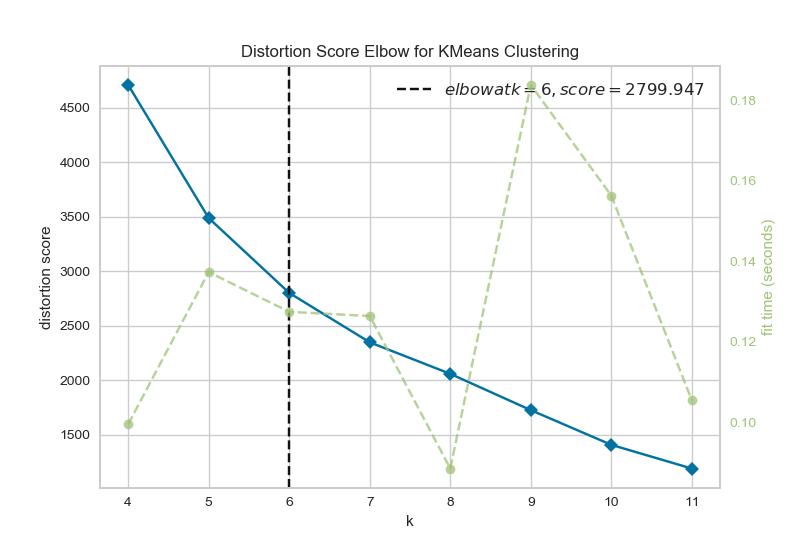 Distortion Score Elbow for KMeans Clustering
elbowatk = 6, score = 2799.947
distortion score
4500
4000
3500
3000
2500
2000
1500
0.18
0.16
0.14
0.12
0.10
fit time (seconds)
4 5 6 7 8 9 10 11
k